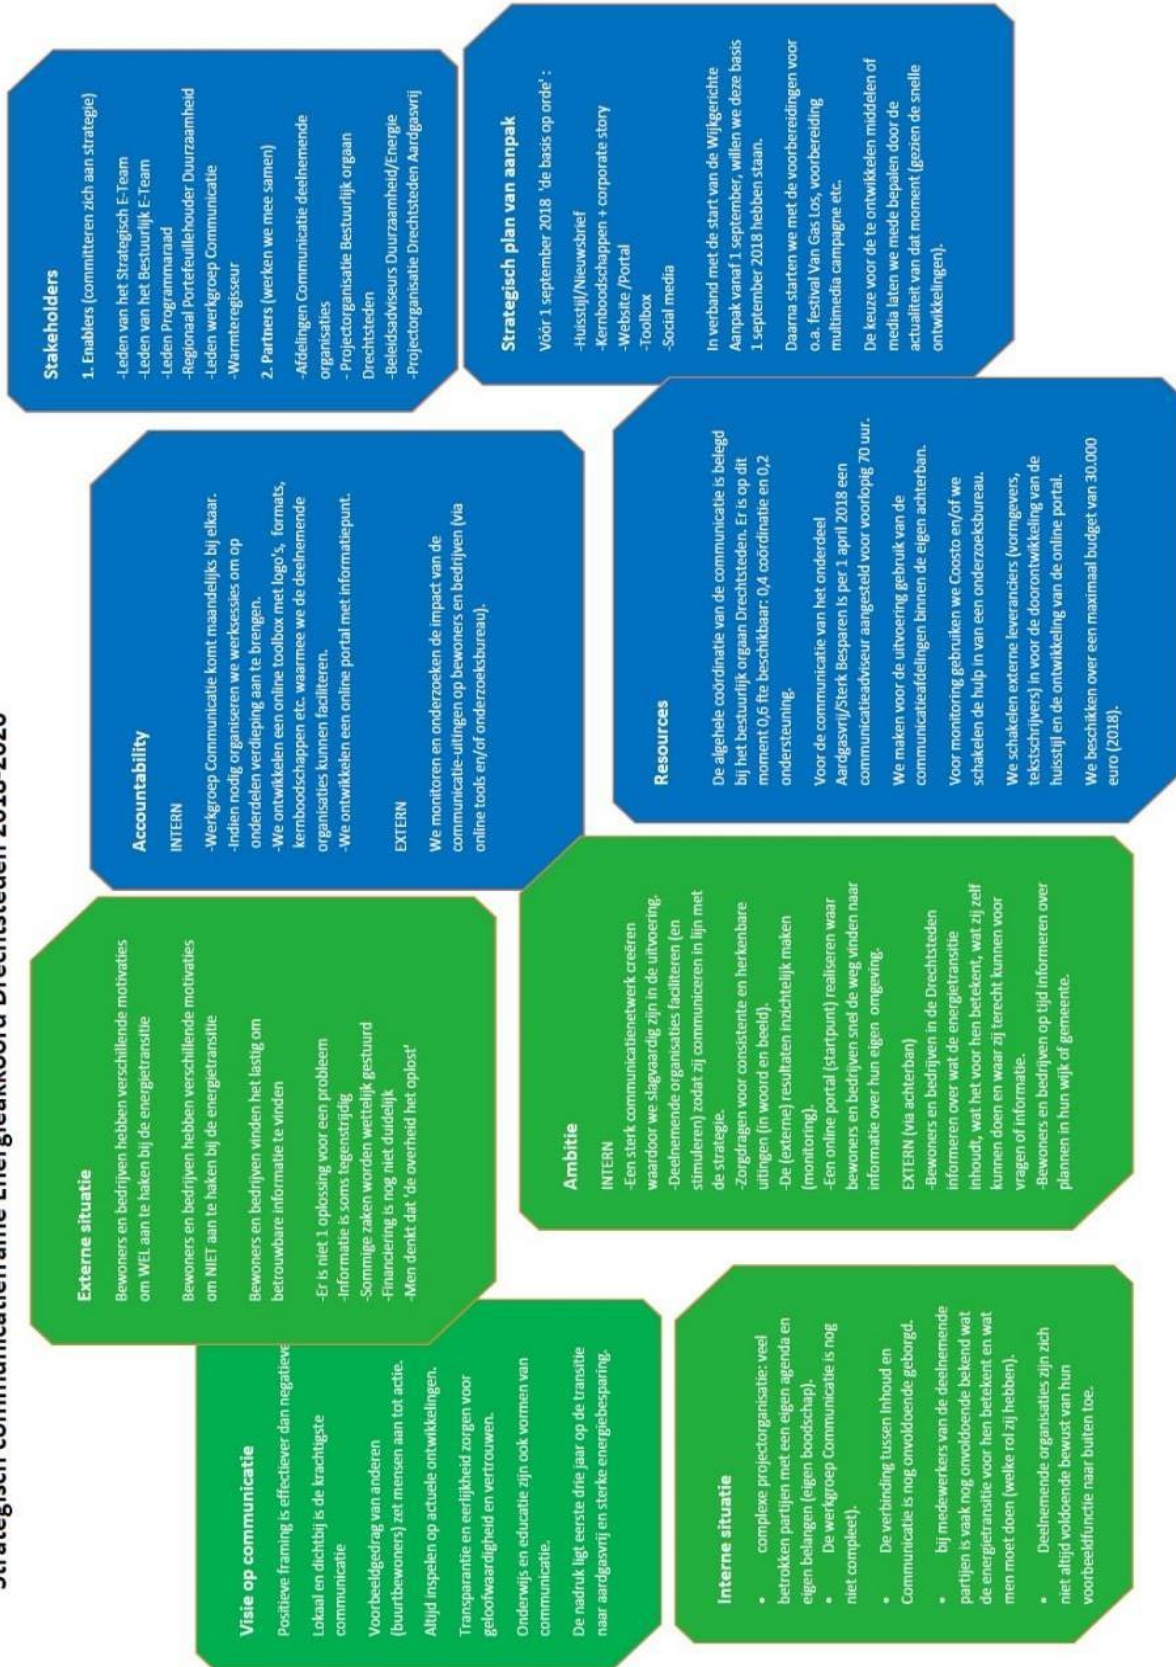 Strategisch communicatieframe Energieakkoord Drechtsteden 2018-2020
Visie op communicatie
Positieve framing is effectiever dan negatieve
Lokaal en dichtbij is de krachtigste
communicatie
Voorbeeldgedrag van anderen
(buurtbewoners) zet mensen aan tot actie.
Altijd inspelen op actuele ontwikkelingen.
Transparantie en eerlijkheid zorgen voor
geloofwaardigheid en vertrouwen.
Onderwijs en educatie zijn ook vormen van
communicatie.
De nadruk ligt eerste drie jaar op de transitie
naar aardgasvrij en sterke energiebesparing.
Externe situatie
Bewoners en bedrijven hebben verschillende motivaties
om WEL aan te haken bij de energietransitie
Bewoners en bedrijven hebben verschillende motivaties
om NIET aan te haken bij de energietransitie
Bewoners en bedrijven vinden het lastig om
betrouwbare informatie te vinden
-Er is niet 1 oplossing voor een probleem
-Informatie is soms tegenstrijdig
-Sommige zaken worden wettelijk gestuurd
-Financiering is nog niet duidelijk
-Men denkt dat 'de overheid het oplost'
Accountability
INTERN
-Werkgroep Communicatie komt maandelijks bij elkaar.
-Indien nodig organiseren we werksessies om op
onderdelen verdieping aan te brengen.
-We ontwikkelen een online toolbox met logo's, formats,
kernboodschappen etc. waarmee we de deelnemende
organisaties kunnen faciliteren.
-We ontwikkelen een online portal met informatiepunt.
EXTERN
We monitoren en onderzoeken de impact van de
communicatie-uitingen op bewoners en bedrijven (via
online tools en/of onderzoeksbureau).
Stakeholders
1. Enablers (committeren zich aan strategie)
-Leden van het Strategisch E-Team
-Leden van het Bestuurlijk E-Team
-Leden Programmaraad
-Regionaal Portefeuillehouder Duurzaamheid
-Leden werkgroep Communicatie
-Warmteregisseur
2. Partners (werken we mee samen)
-Afdelingen Communicatie deelnemende
organisaties
- Projectorganisatie Bestuurlijk orgaan
Drechtsteden
-Beleidsadviseurs Duurzaamheid/Energie
-Projectorganisatie Drechtsteden Aardgasvrij
Interne situatie
• complexe projectorganisatie: veel
betrokken partijen met een eigen agenda en
eigen belangen (eigen boodschap).
• De werkgroep Communicatie is nog
niet compleet).
• De verbinding tussen Inhoud en
Communicatie is nog onvoldoende geborgd.
• bij medewerkers van de deelnemende
partijen is vaak nog onvoldoende bekend wat
de energietransitie voor hen betekent en wat
men moet doen (welke rol zij hebben).
• Deelnemende organisaties zijn zich
niet altijd voldoende bewust van hun
voorbeeldfunctie naar buiten toe.
Ambitie
INTERN
-Een sterk communicatienetwerk creëren
waardoor we slagvaardig zijn in de uitvoering.
-Deelnemende organisaties faciliteren (en
stimuleren) zodat zij communiceren in lijn met
de strategie.
-Zorgdragen voor consistente en herkenbare
uitingen (in woord en beeld).
-De (externe) resultaten inzichtelijk maken
(monitoring).
-Een online portal (startpunt) realiseren waar
bewoners en bedrijven snel de weg vinden naar
informatie over hun eigen omgeving.
EXTERN (via achterban)
-Bewoners en bedrijven in de Drechtsteden
informeren over wat de energietransitie
inhoudt, wat het voor hen betekent, wat zij zelf
kunnen doen en waar zij terecht kunnen voor
vragen of informatie.
-Bewoners en bedrijven op tijd informeren over
plannen in hun wijk of gemeente.
Resources
De algehele coördinatie van de communicatie is belegd
bij het bestuurlijk orgaan Drechtsteden. Er is op dit
moment 0,6 fte beschikbaar: 0,4 coördinatie en 0,2
ondersteuning.
Voor de communicatie van het onderdeel
Aardgasvrij/Sterk Besparen Is per 1 april 2018 een
communicatieadviseur aangesteld voor voorlopig 70 uur.
We maken voor de uitvoering gebruik van de
communicatieafdelingen binnen de eigen achterban.
Voor monitoring gebruiken we Coosto en/of we
schakelen de hulp in van een onderzoeksbureau.
We schakelen externe leveranciers (vormgevers,
tekstschrijvers) in voor de doorontwikkeling van de
huisstijl en de ontwikkeling van de online portal.
We beschikken over een maximaal budget van 30.000
euro (2018).
Strategisch plan van aanpak
Vóór 1 september 2018 'de basis op orde' :
-Huisstijl/Nieuwsbrief
-Kernboodschappen + corporate story
-Website /Portal
-Toolbox
-Social media
In verband met de start van de Wijkgerichte
Aanpak vanaf 1 september, willen we deze basis
1 september 2018 hebben staan.
Daarna starten we met de voorbereidingen voor
o.a. festival Van Gas Los, voorbereiding
multimedia campagne etc.
De keuze voor de te ontwikkelen middelen of
media laten we mede bepalen door de
actualiteit van dat moment (gezien de snelle
ontwikkelingen).